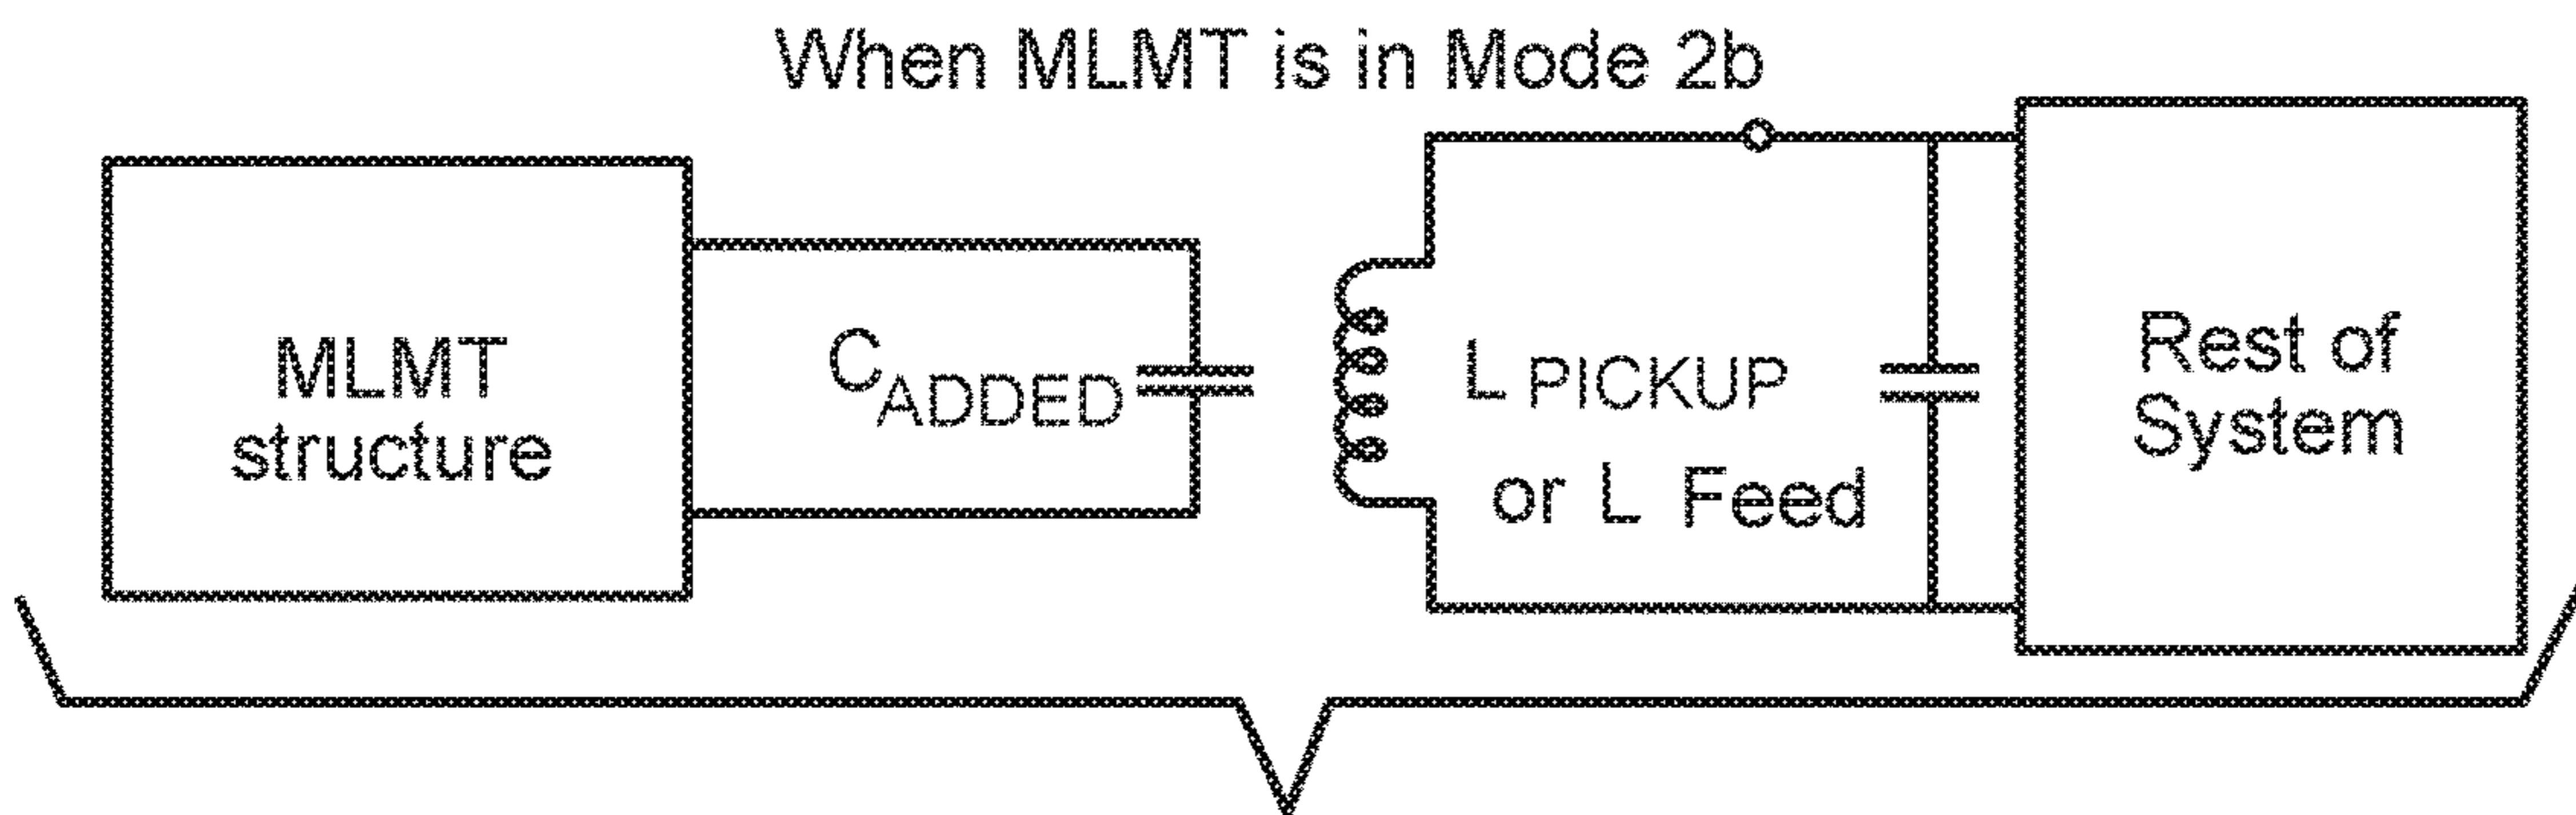 When MLMT is in Mode 2b
MLMT
structure
CADDED
L PICKUP
or L Feed
Rest of
System